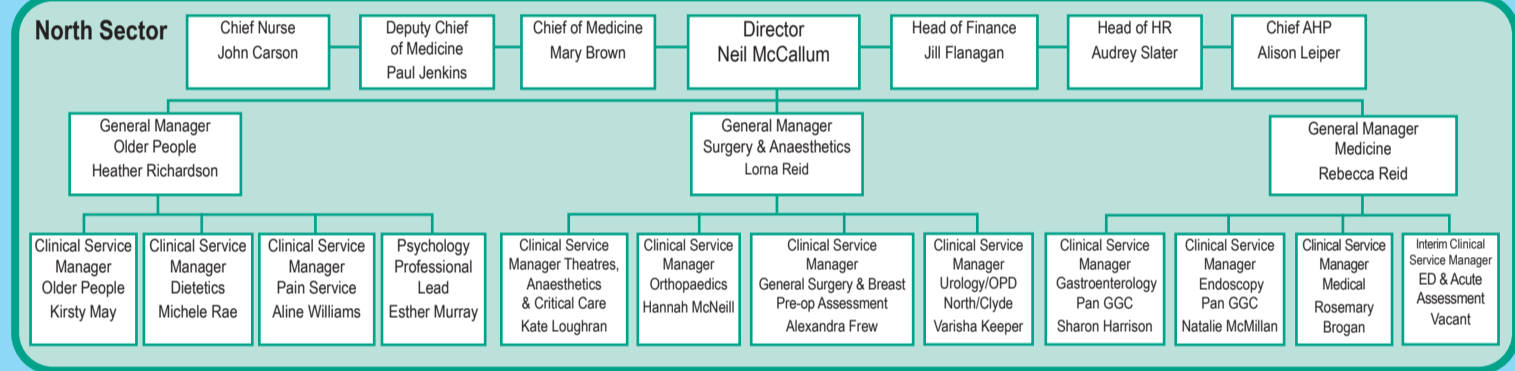 North Sector
Chief Nurse
John Carson
Deputy Chief
of Medicine
Paul Jenkins
Chief of Medicine
Mary Brown
Director
Neil McCallum
Head of Finance
Jill Flanagan
Head of HR
Audrey Slater
Chief AHP
Alison Leiper
General Manager
Older People
Heather Richardson
General Manager
Surgery & Anaesthetics
Lorna Reid
General Manager
Medicine
Rebecca Reid
Clinical Service
Manager
Older People
Kirsty May
Clinical Service
Manager
Dietetics
Michele Rae
Clinical Service
Manager
Pain Service
Aline Williams
Psychology
Professional
Lead
Esther Murray
Clinical Service
Manager Theatres,
Anaesthetics
& Critical Care
Kate Loughran
Clinical Service
Manager
Orthopaedics
Hannah McNeill
Clinical Service
Manager
General Surgery & Breast
Pre-op Assessment
Alexandra Frew
Clinical Service
Manager
Urology/OPD
North/Clyde
Varisha Keeper
Clinical Service
Manager
Gastroenterology
Pan GGC
Sharon Harrison
Clinical Service
Manager
Endoscopy
Pan GGC
Natalie McMillan
Clinical Service
Manager
Medical
Rosemary
Brogan
Interim Clinical
Service Manager
ED & Acute
Assessment
Vacant